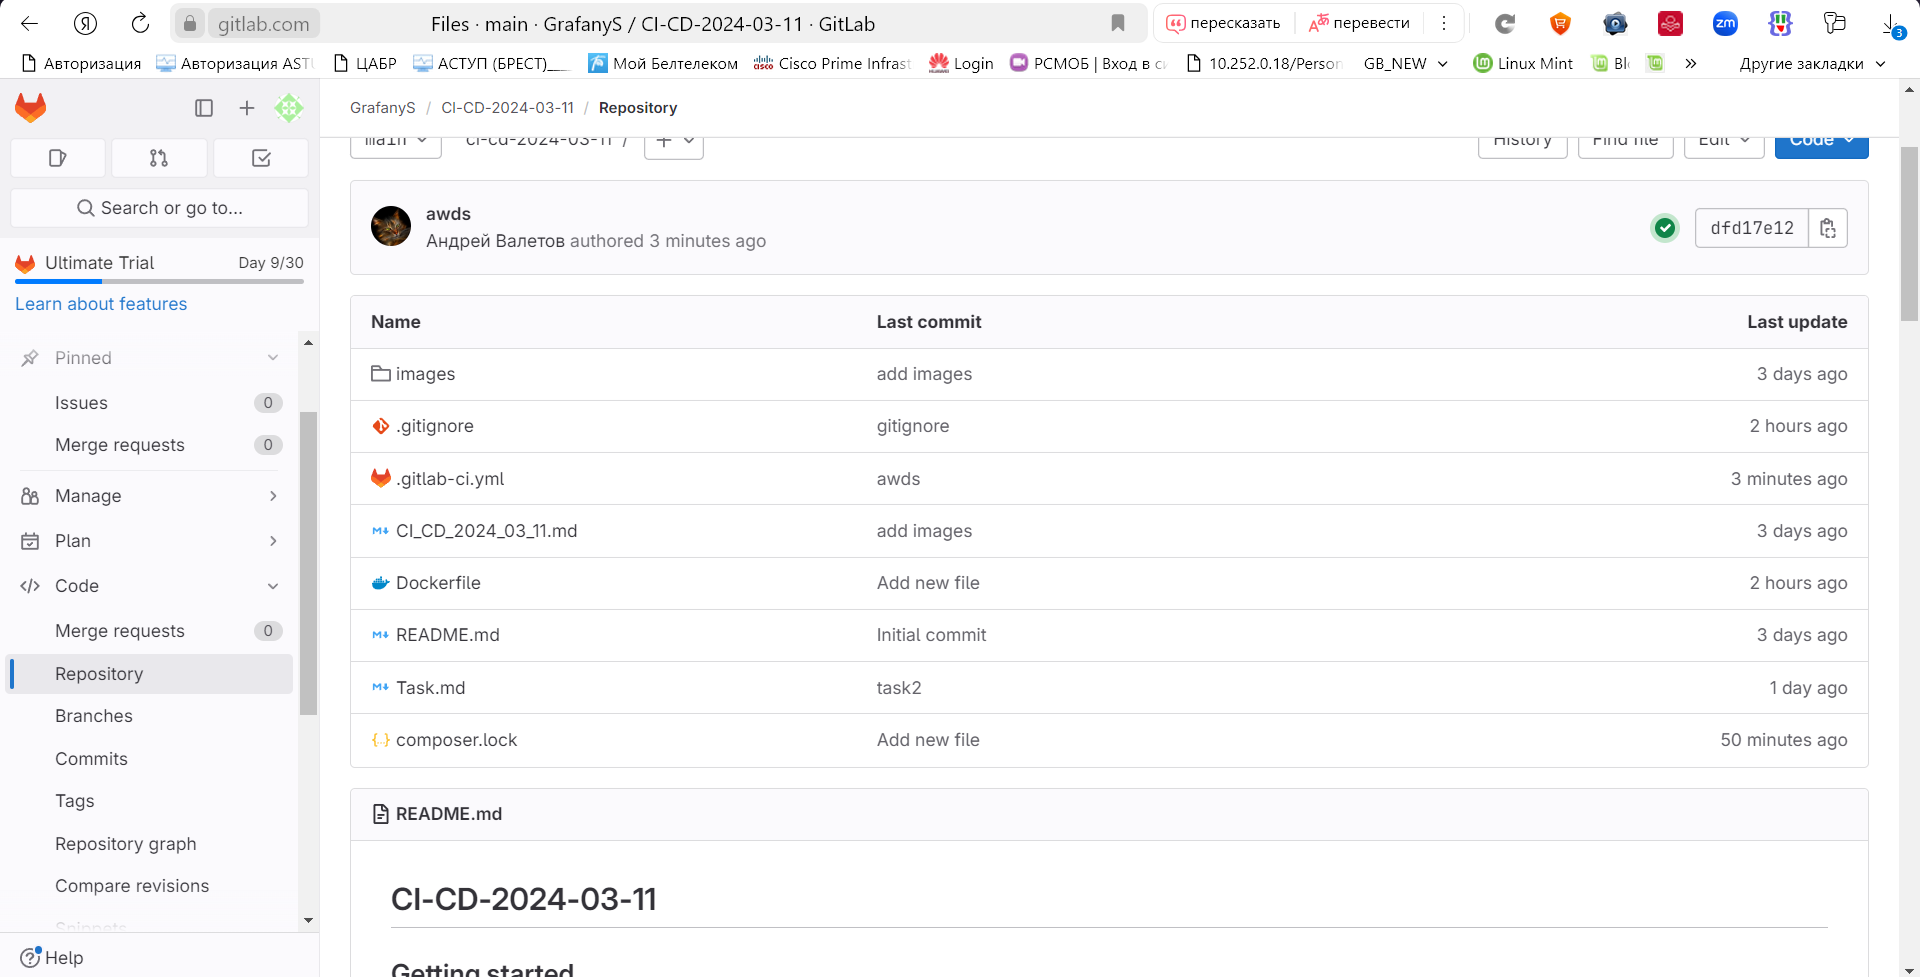 gitlab.com
Files · main · GrafanyS / CI-CD-2024-03-11 · GitLab
пересказать
перевести
zm
3
Авторизация
Авторизация ASTU
ЦАБР
АСТУП (БРЕСТ)____
Мой Белтелеком
Cisco Prime Infrast
Login
РСМОБ | Вход в си
10.252.0.18/Person
GB_NEW
Linux Mint
Blo
»
Другие закладки
GrafanyS / CI-CD-2024-03-11 / Repository
main
ci-cd-2024-03-11 /
History
Find file
Edit
Code
Search or go to...
Ultimate Trial
Day 9/30
Learn about features
Pinned
Issues 0
Merge requests 0
Manage
Plan
Code
Merge requests 0
Repository
Branches
Commits
Tags
Repository graph
Compare revisions
Snippets
Help
awds
Андрей Валетов authored 3 minutes ago
dfd17e12
Name Last commit Last update
images add images 3 days ago
.gitignore gitignore 2 hours ago
.gitlab-ci.yml awds 3 minutes ago
CI_CD_2024_03_11.md add images 3 days ago
Dockerfile Add new file 2 hours ago
README.md Initial commit 3 days ago
Task.md task2 1 day ago
composer.lock Add new file 50 minutes ago
README.md
CI-CD-2024-03-11
Getting started